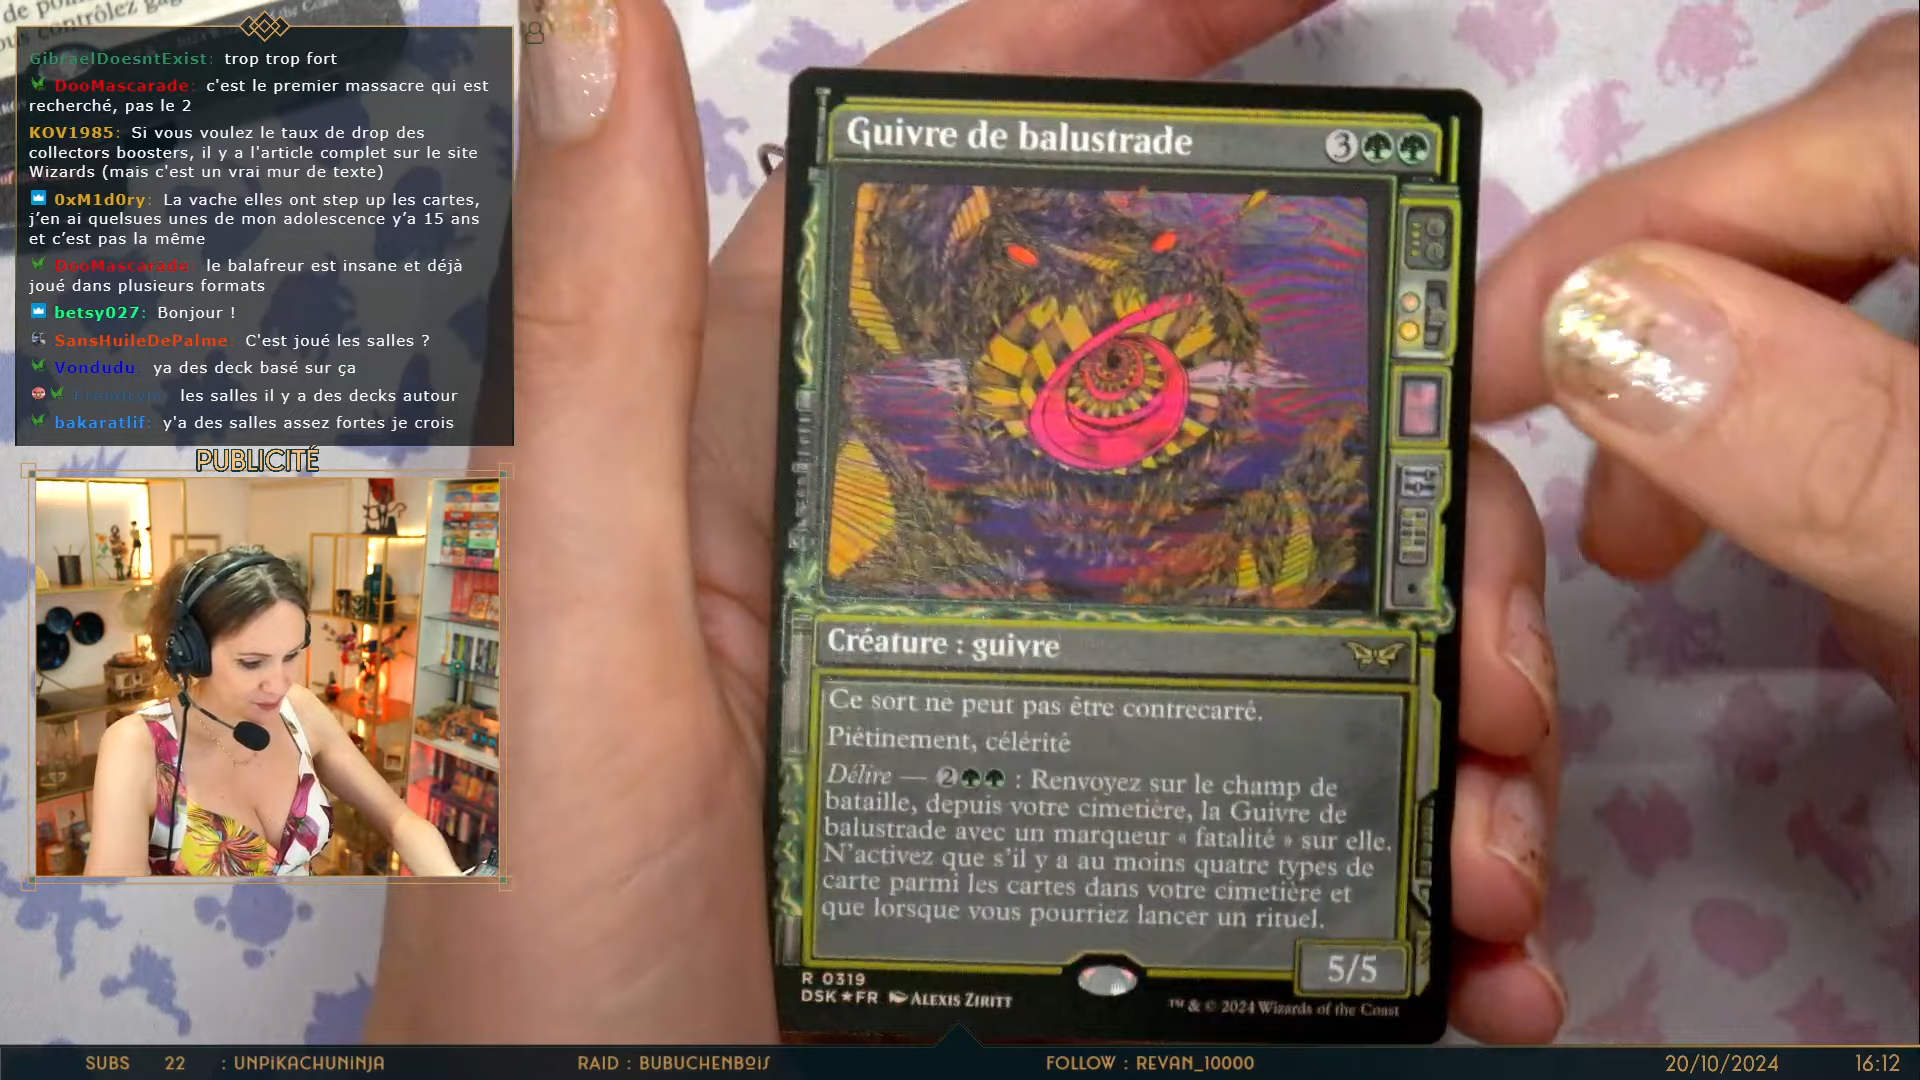 GibraelDoesntExist: trop trop fort
DooMascarade: c'est le premier massacre qui est
recherché, pas le 2
KOV1985: Si vous voulez le taux de drop des
collectors boosters, il y a l'article complet sur le site
Wizards (mais c'est un vrai mur de texte)
0xM1d0ry: La vache elles ont step up les cartes,
j'en ai quelsues unes de mon adolescence y'a 15 ans
et c'est pas la même
DooMascarade: le balafreur est insane et déjà
joué dans plusieurs formats
betsy027: Bonjour !
SansHuileDePalme: C'est joué les salles ?
Vondudu: ya des deck basé sur ça
les salles il y a des decks autour
bakaratlif: y'a des salles assez fortes je crois
PUBLICITÉ
Guivre de balustrade 3
Créature : guivre
Ce sort ne peut pas être contrecarré.
Piétinement, célérité
Délire — 2 : Renvoyez sur le champ de
bataille, depuis votre cimetière, la Guivre de
balustrade avec un marqueur « fatalité » sur elle.
N'activez que s'il y a au moins quatre types de
carte parmi les cartes dans votre cimetière et
que lorsque vous pourriez lancer un rituel.
5/5
R 0319
DSK★FR ALEXIS ZIRITT
™ & © 2024 Wizards of the Coast
SUBS 22 : UNPIKACHUNINJA
RAID : BUBUCHENBOIS
FOLLOW : REVAN_10000
20/10/2024 16:12